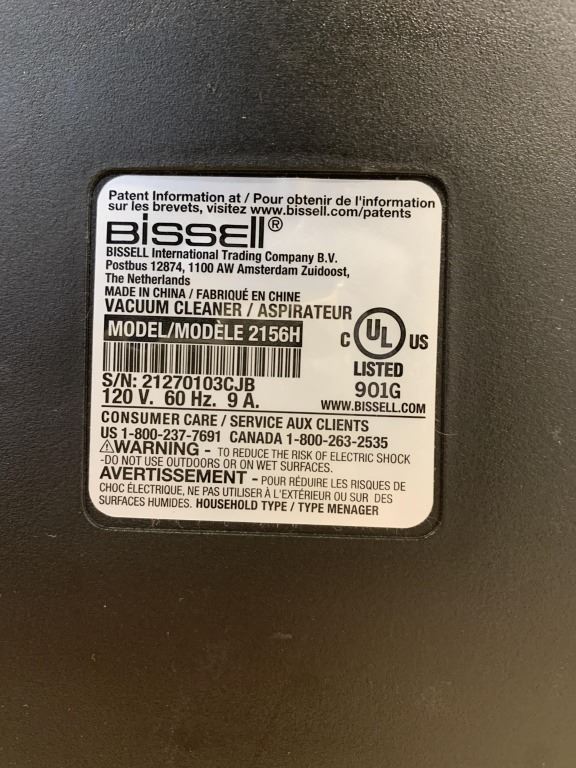 Patent Information at / Pour obtenir de l'information
sur les brevets, visitez www.bissell.com/patents
BISSELL®
BISSELL International Trading Company B.V.
Postbus 12874, 1100 AW Amsterdam Zuidoost,
The Netherlands
MADE IN CHINA / FABRIQUÉ EN CHINE
VACUUM CLEANER / ASPIRATEUR
MODEL/MODÈLE 2156H
C UL US
LISTED
901G
S/N: 21270103CJB
120 V. 60 Hz. 9 A.
WWW.BISSELL.COM
CONSUMER CARE / SERVICE AUX CLIENTS
US 1-800-237-7691 CANADA 1-800-263-2535
⚠WARNING - TO REDUCE THE RISK OF ELECTRIC SHOCK
-DO NOT USE OUTDOORS OR ON WET SURFACES.
AVERTISSEMENT - POUR RÉDUIRE LES RISQUES DE
CHOC ÉLECTRIQUE, NE PAS UTILISER À L'EXTÉRIEUR OU SUR DES
SURFACES HUMIDES. HOUSEHOLD TYPE / TYPE MENAGER